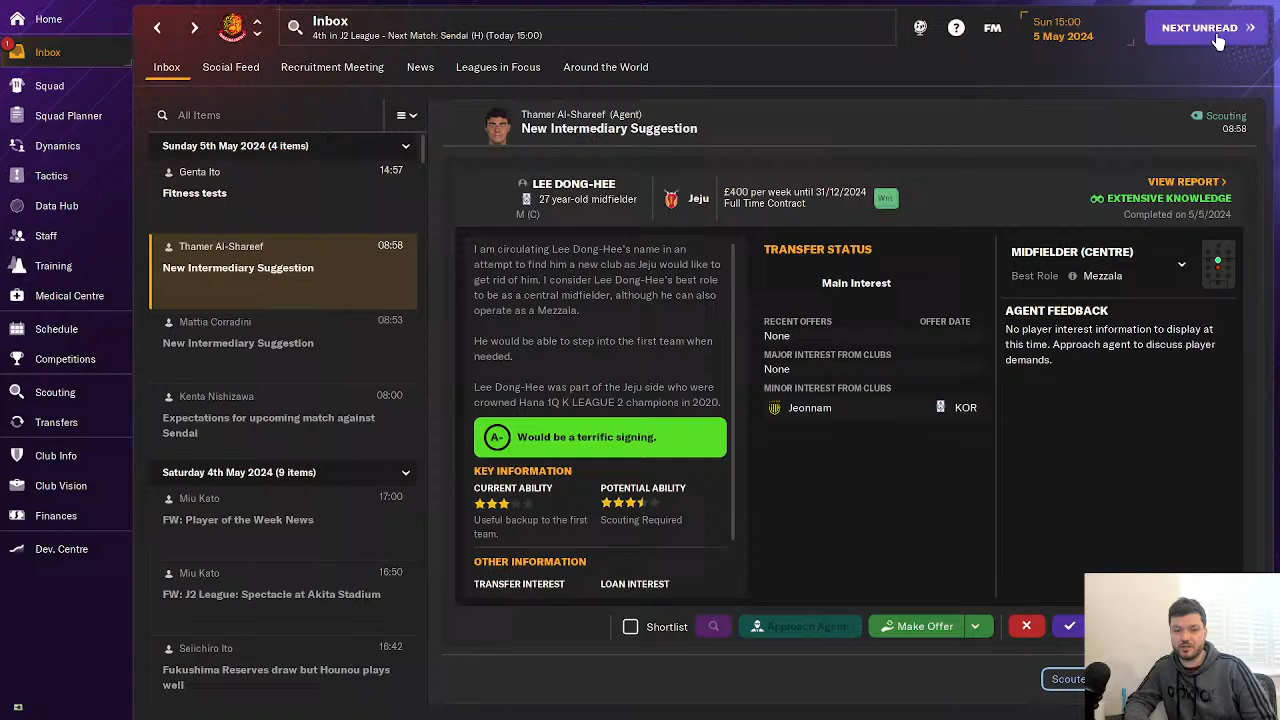 Home
1
Inbox
Squad
Squad Planner
Dynamics
Tactics
Data Hub
Staff
Training
Medical Centre
Schedule
Competitions
Scouting
Transfers
Club Info
Club Vision
Finances
Dev. Centre
Inbox
4th in J2 League - Next Match: Sendai (H) (Today 15:00)
?
FM
Sun 15:00
5 May 2024
NEXT UNREAD
Inbox
Social Feed
Recruitment Meeting
News
Leagues in Focus
Around the World
All Items
Sunday 5th May 2024 (4 items)
Genta Ito
14:57
Fitness tests
Thamer Al-Shareef
08:58
New Intermediary Suggestion
Mattia Corradini
08:53
New Intermediary Suggestion
Kenta Nishizawa
08:00
Expectations for upcoming match against
Sendai
Saturday 4th May 2024 (9 items)
Miu Kato
17:00
FW: Player of the Week News
Miu Kato
16:50
FW: J2 League: Spectacle at Akita Stadium
Seiichiro Ito
16:42
Fukushima Reserves draw but Hounou plays
well
Thamer Al-Shareef (Agent)
New Intermediary Suggestion
Scouting
08:58
LEE DONG-HEE
27 year-old midfielder
M (C)
Jeju
£400 per week until 31/12/2024
Full Time Contract
Wnt
VIEW REPORT >
EXTENSIVE KNOWLEDGE
Completed on 5/5/2024
I am circulating Lee Dong-Hee's name in an
attempt to find him a new club as Jeju would like to
get rid of him. I consider Lee Dong-Hee's best role
to be as a central midfielder, although he can also
operate as a Mezzala.
He would be able to step into the first team when
needed.
Lee Dong-Hee was part of the Jeju side who were
crowned Hana 1Q K LEAGUE 2 champions in 2020.
A-
Would be a terrific signing.
KEY INFORMATION
CURRENT ABILITY
POTENTIAL ABILITY
Useful backup to the first
team.
Scouting Required
OTHER INFORMATION
TRANSFER INTEREST
LOAN INTEREST
TRANSFER STATUS
Main Interest
RECENT OFFERS
OFFER DATE
None
MAJOR INTEREST FROM CLUBS
None
MINOR INTEREST FROM CLUBS
Jeonnam
KOR
MIDFIELDER (CENTRE)
Best Role
Mezzala
AGENT FEEDBACK
No player interest information to display at
this time. Approach agent to discuss player
demands.
Shortlist
Approach Agent
Make Offer
Scoute